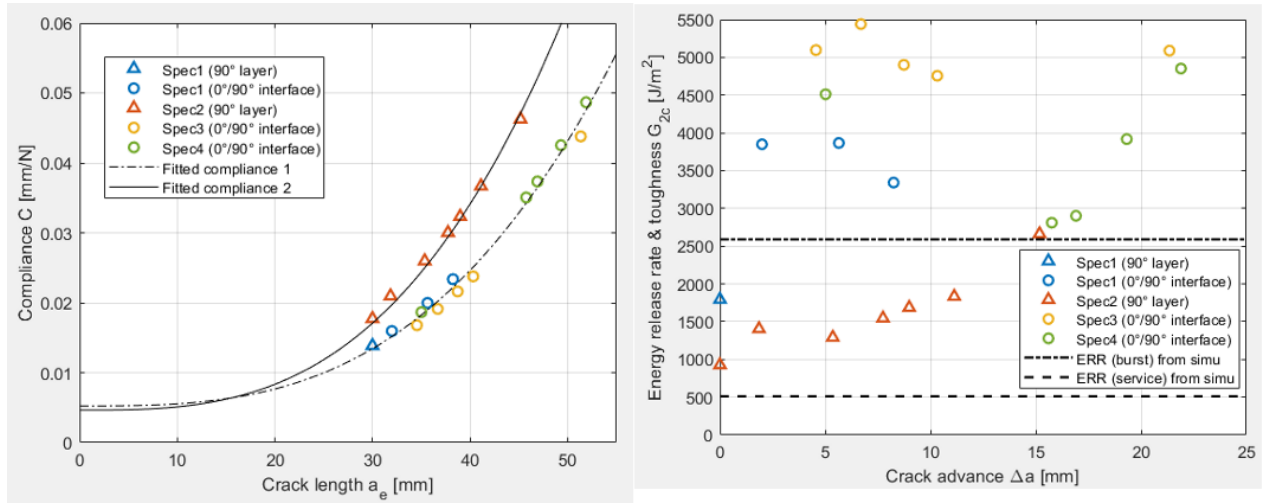 0.06
0.05
0.04
0.03
0.02
0.01
0
Compliance C [mm/N]
Spec1 (90° layer)
Spec1 (0°/90° interface)
Spec2 (90° layer)
Spec3 (0°/90° interface)
Spec4 (0°/90° interface)
Fitted compliance 1
Fitted compliance 2
0 10 20 30 40 50
Crack length a_e [mm]
5500
5000
4500
4000
3500
3000
2500
2000
1500
1000
500
0
Energy release rate & toughness G_2c [J/m²]
Spec1 (90° layer)
Spec1 (0°/90° interface)
Spec2 (90° layer)
Spec3 (0°/90° interface)
Spec4 (0°/90° interface)
ERR (burst) from simu
ERR (service) from simu
0 5 10 15 20 25
Crack advance Δa [mm]